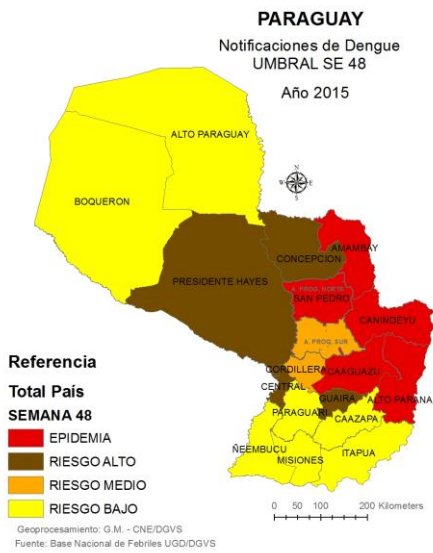 PARAGUAY
Notificaciones de Dengue
UMBRAL SE 48
Año 2015
ALTO PARAGUAY
N
W E
S
BOQUERON
CONCEPCION
AMAMBAY
PRESIDENTE HAYES
A. PROG. NORTE
SAN PEDRO
CANINDEYU
A. PROG. SUR
CORDILLERA
CAAGUAZU
CENTRAL
GUAIRA
ALTO PARANA
PARAGUARI
CAAZAPA
ÑEEMBUCU
MISIONES
ITAPUA
Referencia
Total País
SEMANA 48
EPIDEMIA
RIESGO ALTO
RIESGO MEDIO
RIESGO BAJO
0 50 100 200 Kilometers
Geoprocesamiento: G.M. - CNE/DGVS
Fuente: Base Nacional de Febriles UGD/DGVS